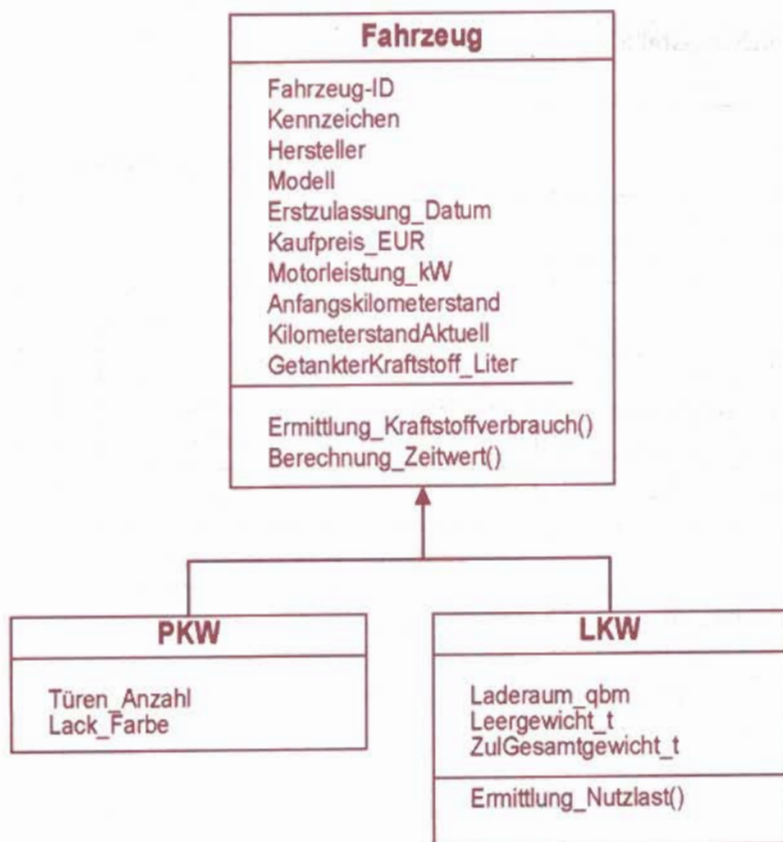 Fahrzeug
Fahrzeug-ID
Kennzeichen
Hersteller
Modell
Erstzulassung_Datum
Kaufpreis_EUR
Motorleistung_kW
Anfangskilometerstand
KilometerstandAktuell
GetankterKraftstoff_Liter
Ermittlung_Kraftstoffverbrauch()
Berechnung_Zeitwert()
PKW
Türen_Anzahl
Lack_Farbe
LKW
Laderaum_qbm
Leergewicht_t
ZulGesamtgewicht_t
Ermittlung_Nutzlast()